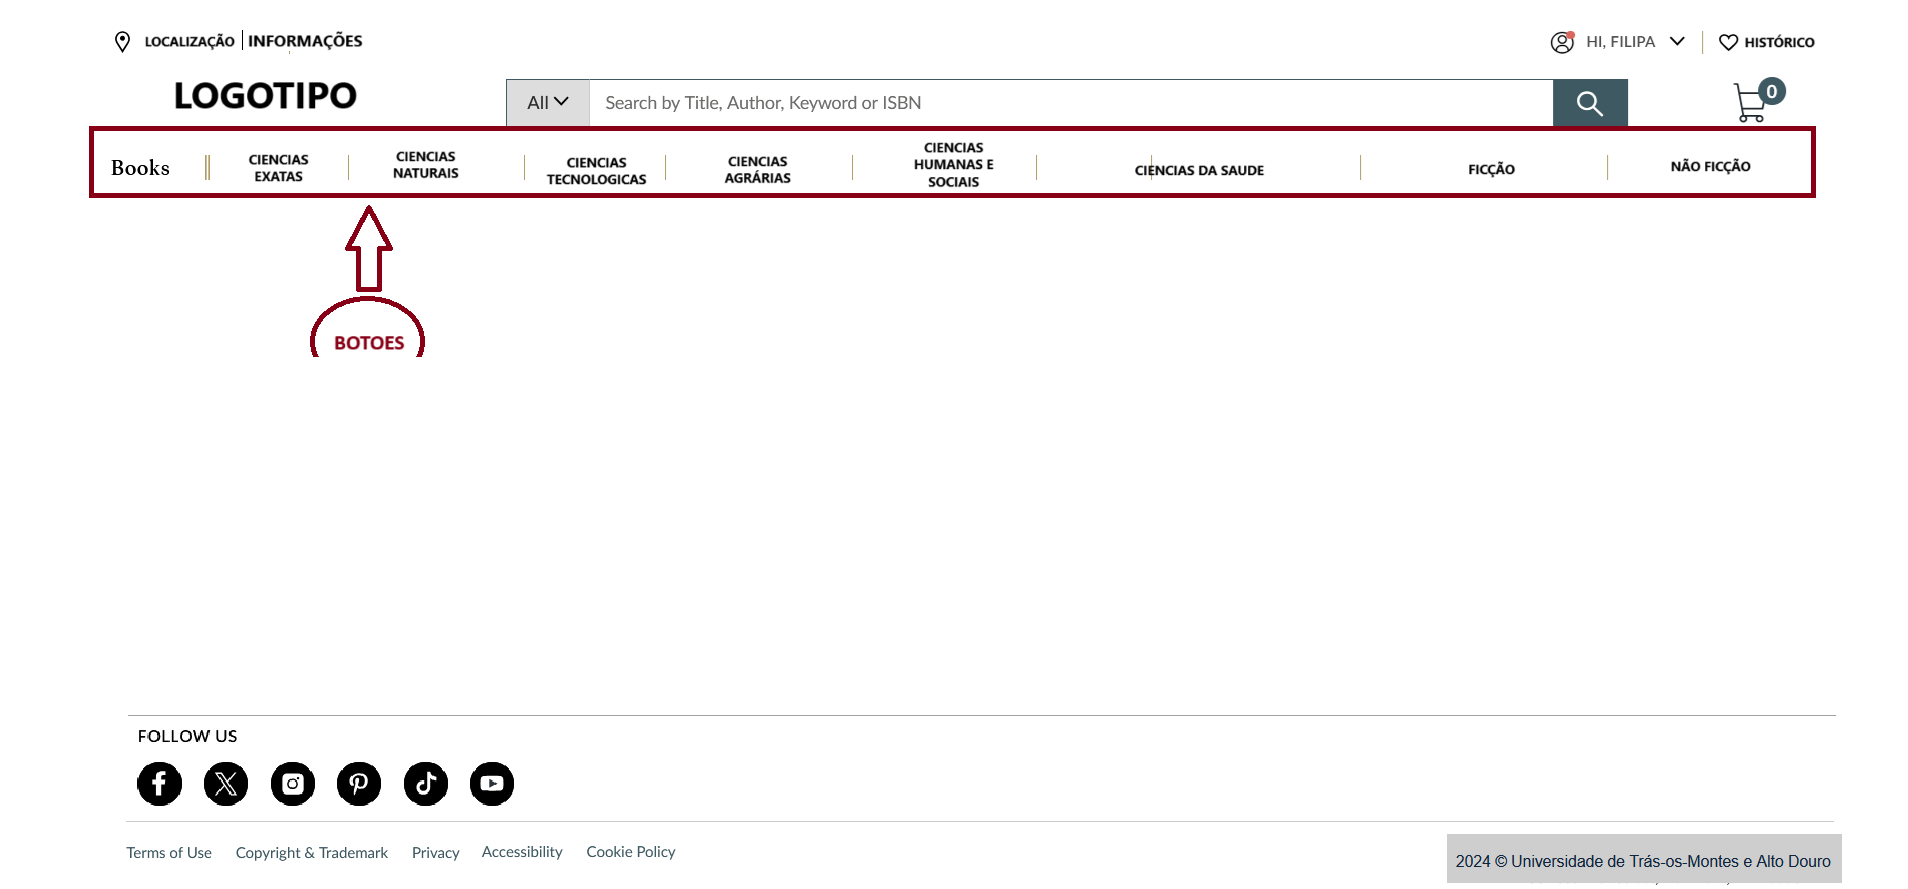 LOCALIZAÇÃO INFORMAÇÕES
HI, FILIPA HISTÓRICO
LOGOTIPO
All Search by Title, Author, Keyword or ISBN
0
Books
CIENCIAS
EXATAS
CIENCIAS
NATURAIS
CIENCIAS
TECNOLOGICAS
CIENCIAS
AGRÁRIAS
CIENCIAS
HUMANAS E
SOCIAIS
CIENCIAS DA SAUDE
FICÇÃO
NÃO FICÇÃO
BOTOES
FOLLOW US
Terms of Use Copyright & Trademark Privacy Accessibility Cookie Policy
2024 © Universidade de Trás-os-Montes e Alto Douro